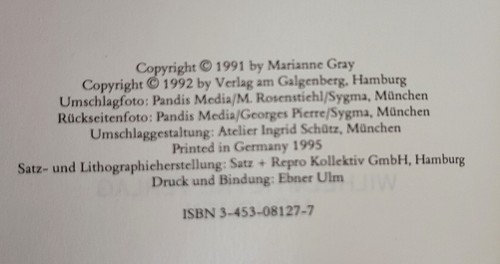 Copyright © 1991 by Marianne Gray
Copyright © 1992 by Verlag am Galgenberg, Hamburg
Umschlagfoto: Pandis Media/M. Rosenstiehl/Sygma, München
Rückseitenfoto: Pandis Media/Georges Pierre/Sygma, München
Umschlaggestaltung: Atelier Ingrid Schütz, München
Printed in Germany 1995
Satz- und Lithographieherstellung: Satz + Repro Kollektiv GmbH, Hamburg
Druck und Bindung: Ebner Ulm
ISBN 3-453-08127-7